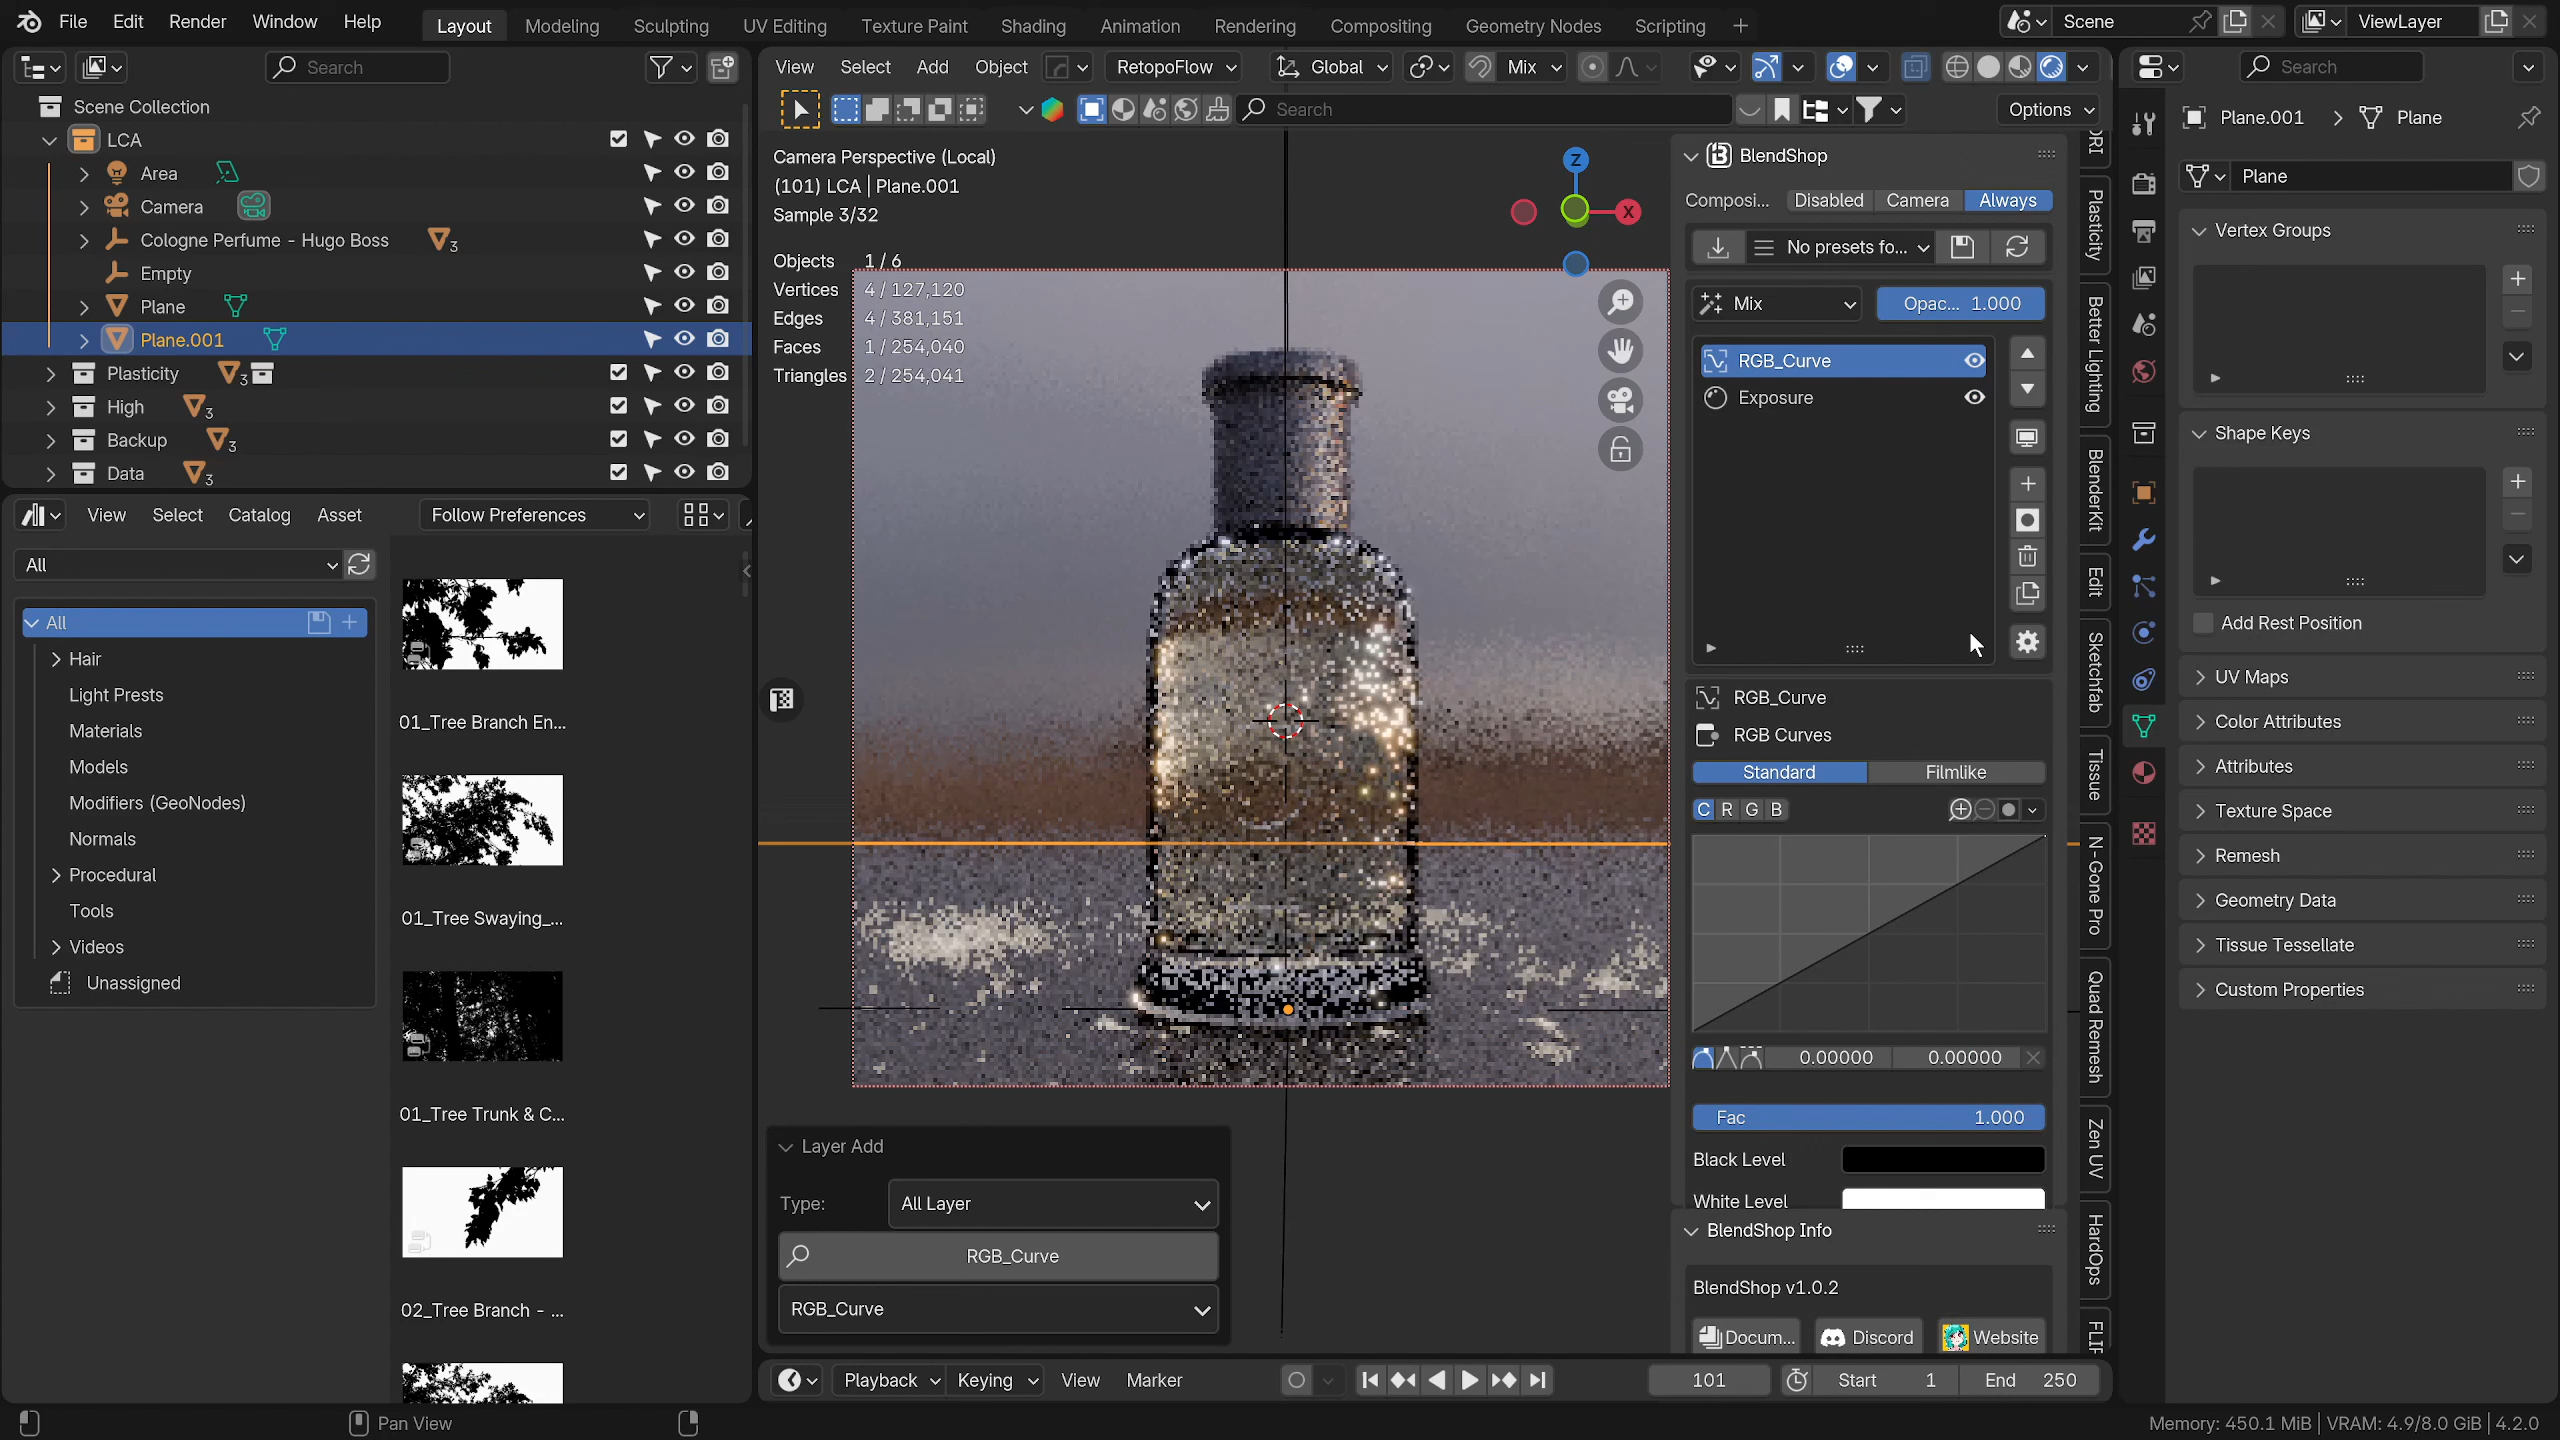 File Edit Render Window Help Layout Modeling Sculpting UV Editing Texture Paint Shading Animation Rendering Compositing Geometry Nodes Scripting + Scene ViewLayer
Search
View Select Add Object RetopoFlow Global Mix
Search
Search Options
Scene Collection
LCA
Area
Camera
Cologne Perfume - Hugo Boss 3
Empty
Plane
Plane.001
Plasticity 3
High 3
Backup 3
Data 3
View Select Catalog Asset Follow Preferences
All
All
Hair
Light Prests
Materials
Models
Modifiers (GeoNodes)
Normals
Procedural
Tools
Videos
Unassigned
01_Tree Branch En...
01_Tree Swaying_...
01_Tree Trunk & C...
02_Tree Branch - ...
Camera Perspective (Local)
(101) LCA | Plane.001
Sample 3/32
Objects 1 / 6
Vertices 4 / 127,120
Edges 4 / 381,151
Faces 1 / 254,040
Triangles 2 / 254,041
Z
X
Layer Add
Type: All Layer
RGB_Curve
RGB_Curve
BlendShop
Composi... Disabled Camera Always
No presets fo...
Mix Opac... 1.000
RGB_Curve
Exposure
RGB_Curve
RGB Curves
Standard Filmlike
C R G B
0.00000 0.00000
Fac 1.000
Black Level
White Level
BlendShop Info
BlendShop v1.0.2
Docum... Discord Website
Plasticity
Better Lighting
BlenderKit
Edit
Sketchfab
Tissue
N-Gone Pro
Quad Remesh
Zen UV
HardOps
Plane.001 > Plane
Plane
Vertex Groups
Shape Keys
Add Rest Position
UV Maps
Color Attributes
Attributes
Texture Space
Remesh
Geometry Data
Tissue Tessellate
Custom Properties
Playback Keying View Marker 101 Start 1 End 250
Pan View
Memory: 450.1 MiB | VRAM: 4.9/8.0 GiB | 4.2.0